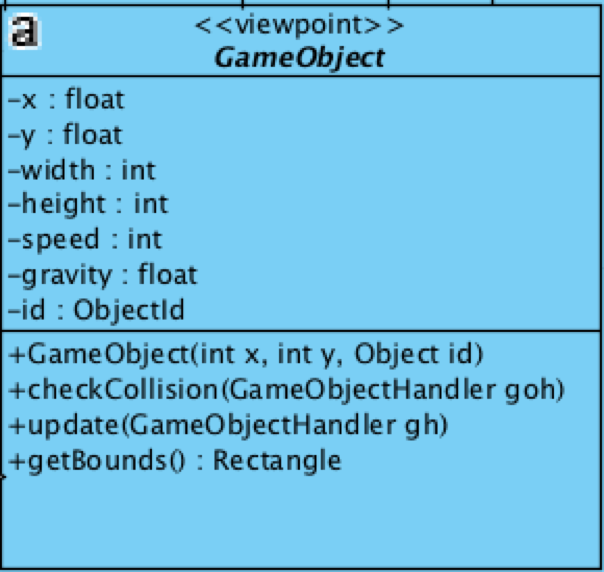 a
<<viewpoint>>
GameObject
-x : float
-y : float
-width : int
-height : int
-speed : int
-gravity : float
-id : ObjectId
+GameObject(int x, int y, Object id)
+checkCollision(GameObjectHandler goh)
+update(GameObjectHandler gh)
+getBounds() : Rectangle